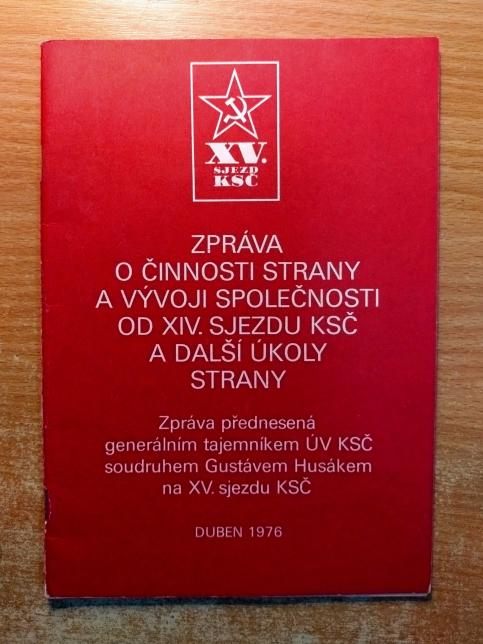 XV.
SJEZD
KSČ
ZPRÁVA
O ČINNOSTI STRANY
A VÝVOJI SPOLEČNOSTI
OD XIV. SJEZDU KSČ
A DALŠÍ ÚKOLY
STRANY
Zpráva přednesená
generálním tajemníkem ÚV KSČ
soudruhem Gustávem Husákem
na XV. sjezdu KSČ
DUBEN 1976